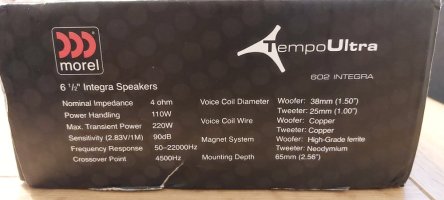 morel
TempoUltra
602 INTEGRA
6 ½" Integra Speakers
Nominal Impedance 4 ohm
Power Handling 110W
Max. Transient Power 220W
Sensitivity (2.83V/1M) 90dB
Frequency Response 50-22000Hz
Crossover Point 4500Hz
Voice Coil Diameter Woofer: 38mm (1.50")
Tweeter: 25mm (1.00")
Voice Coil Wire Woofer: Copper
Tweeter: Copper
Magnet System Woofer: High-Grade ferrite
Tweeter: Neodymium
Mounting Depth 65mm (2.56")